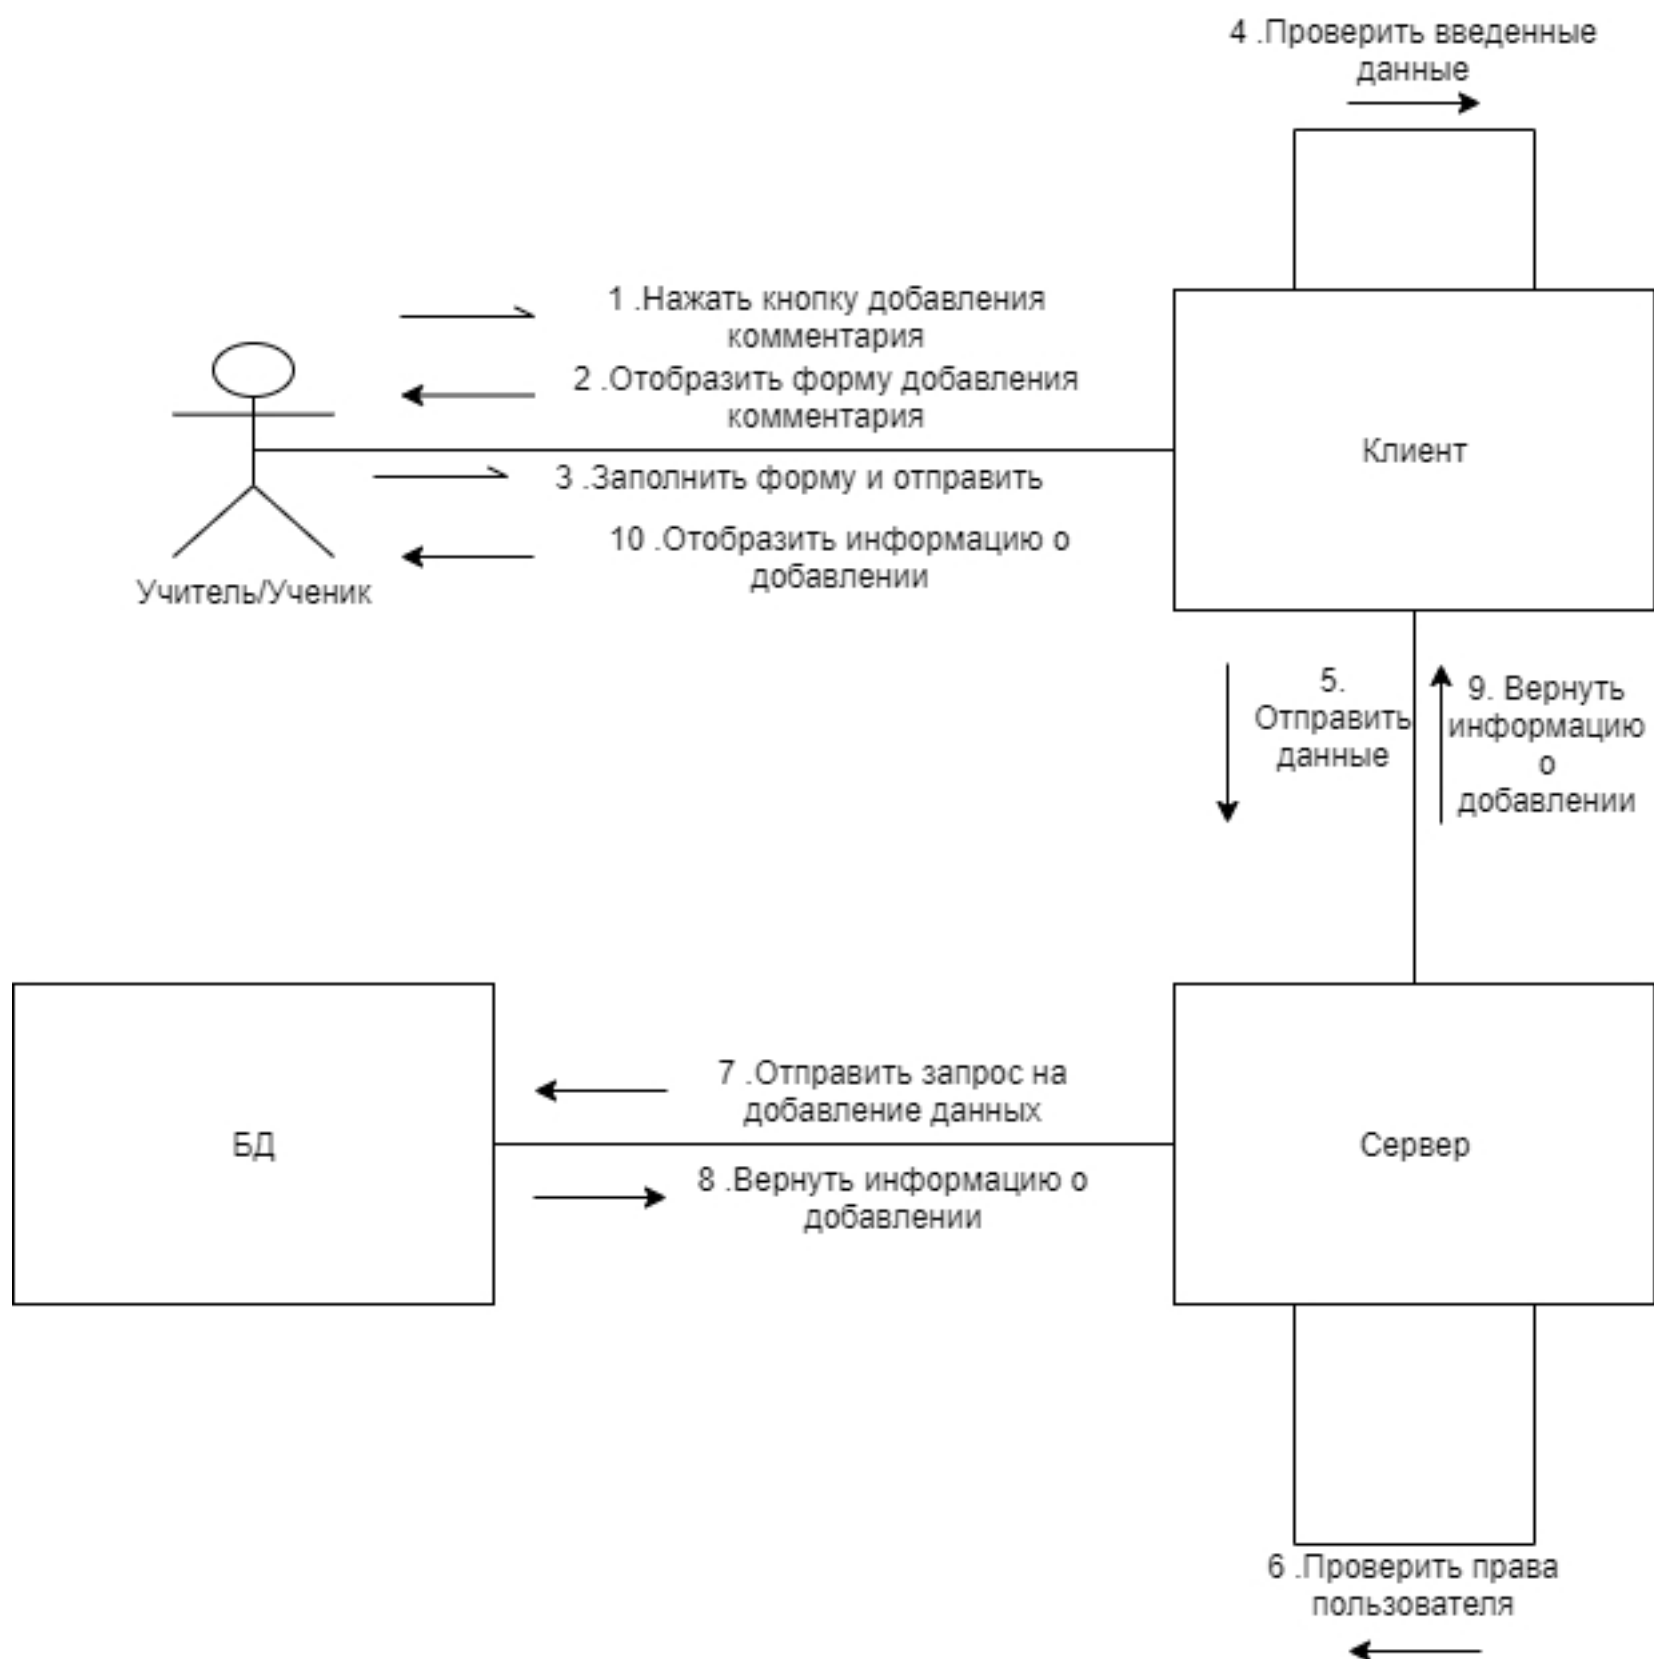 4 .Проверить введенные
данные
1 .Нажать кнопку добавления
комментария
2 .Отобразить форму добавления
комментария
Клиент
3 .Заполнить форму и отправить
10 .Отобразить информацию о
добавлении
Учитель/Ученик
5.
Отправить
данные
9. Вернуть
информацию
о
добавлении
7 .Отправить запрос на
добавление данных
БД
Сервер
8 .Вернуть информацию о
добавлении
6 .Проверить права
пользователя